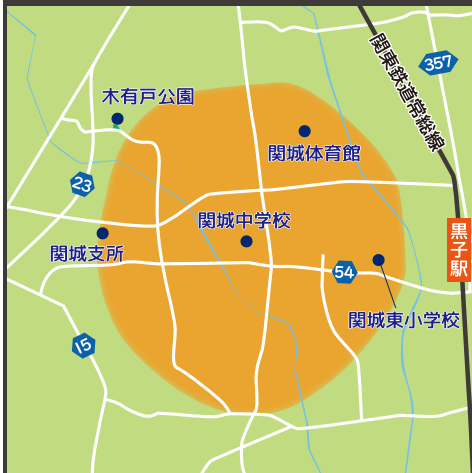 関東鉄道常総線
357
木有戸公園
関城体育館
23
関城中学校
関城支所
黒子駅
54
関城東小学校
15